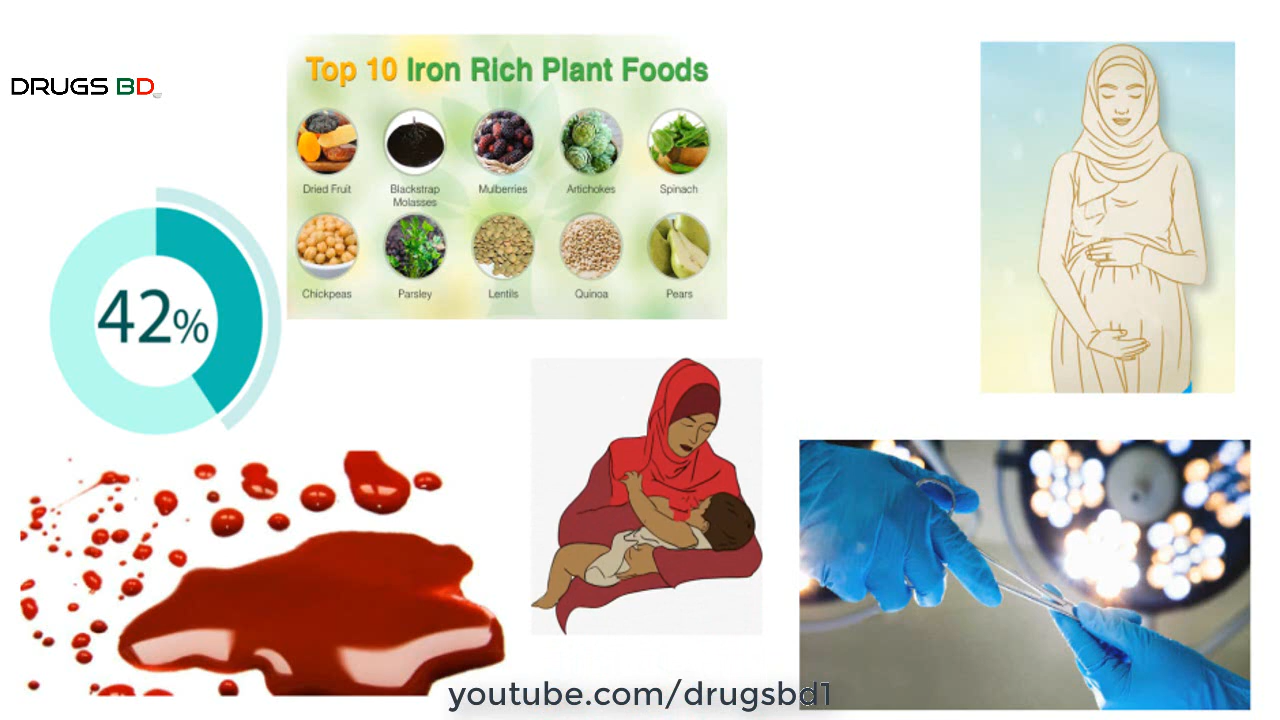 DRUGS BD
Top 10 Iron Rich Plant Foods
Dried Fruit
Blackstrap
Molasses
Mulberries
Artichokes
Spinach
Chickpeas
Parsley
Lentils
Quinoa
Pears
42%
youtube.com/drugsbd1